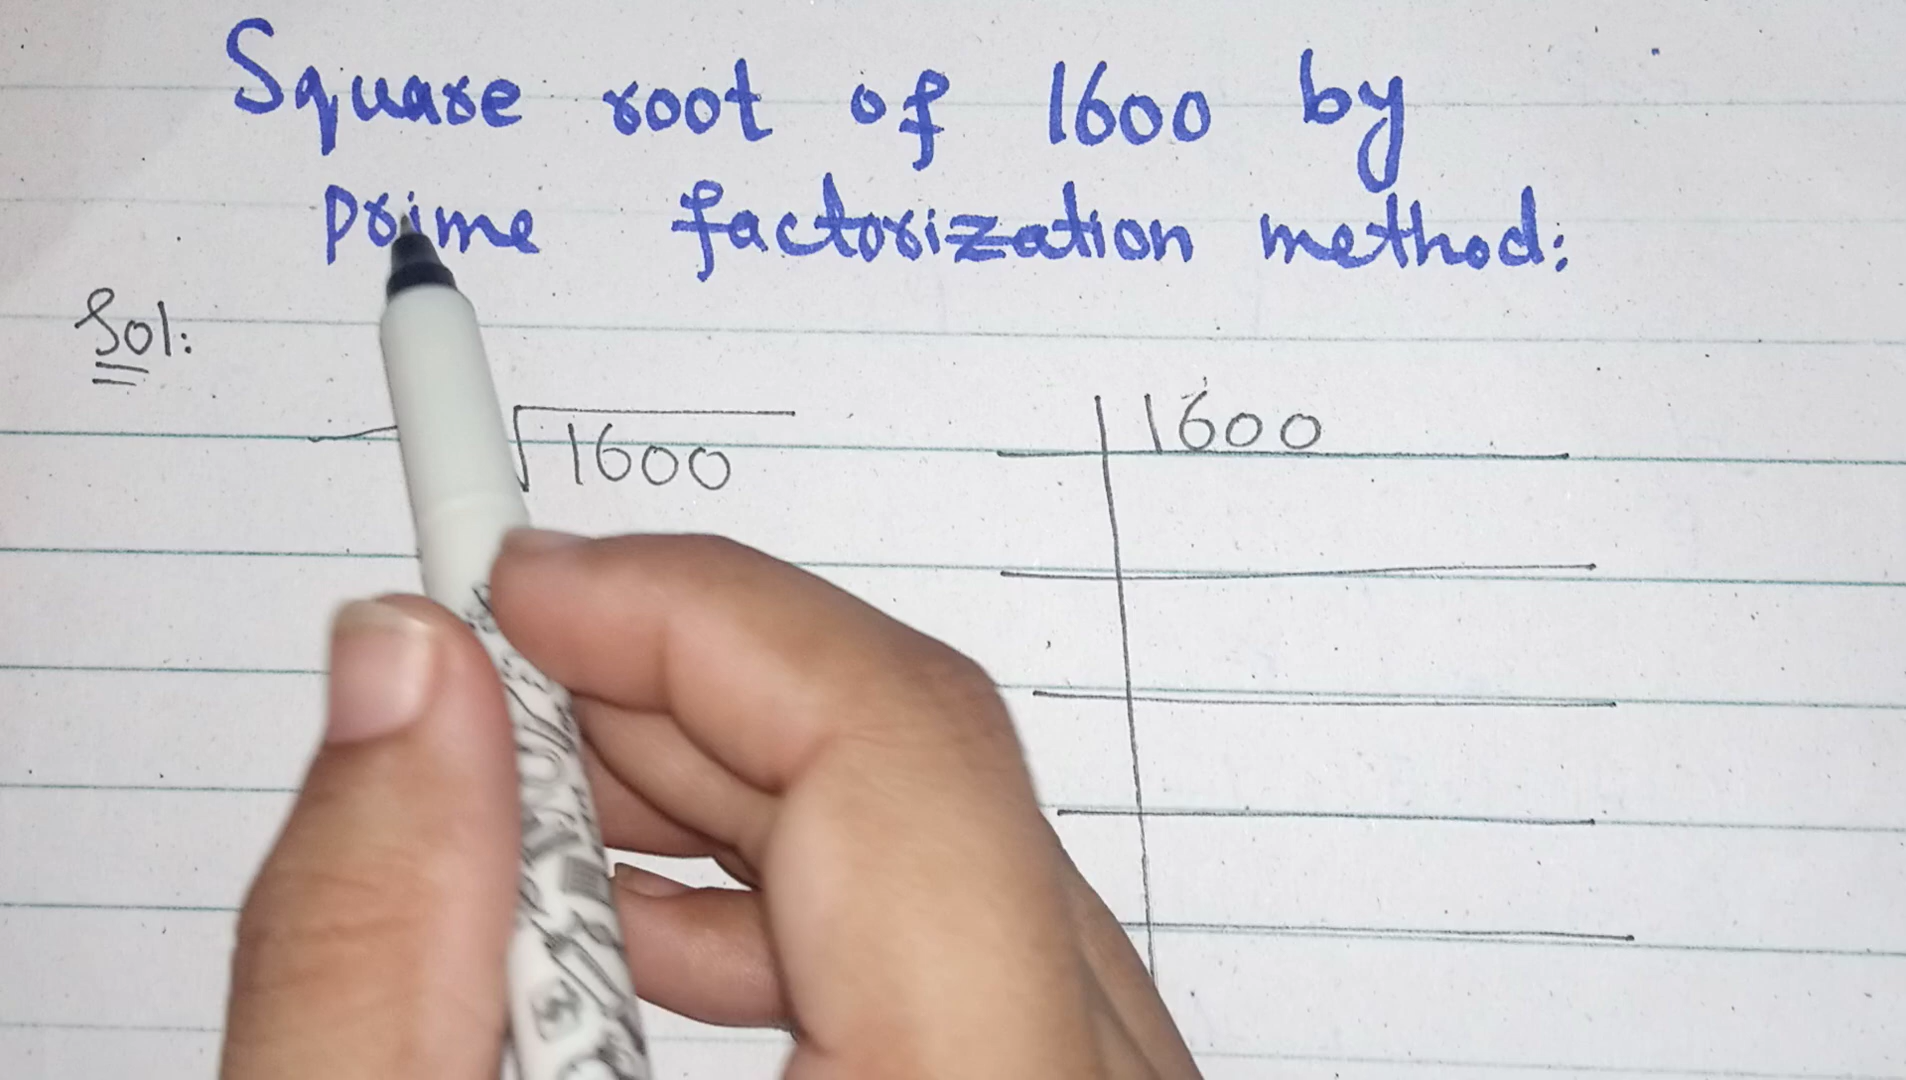 Square root of 1600 by
prime factorization method:
Sol:
√1600
1600